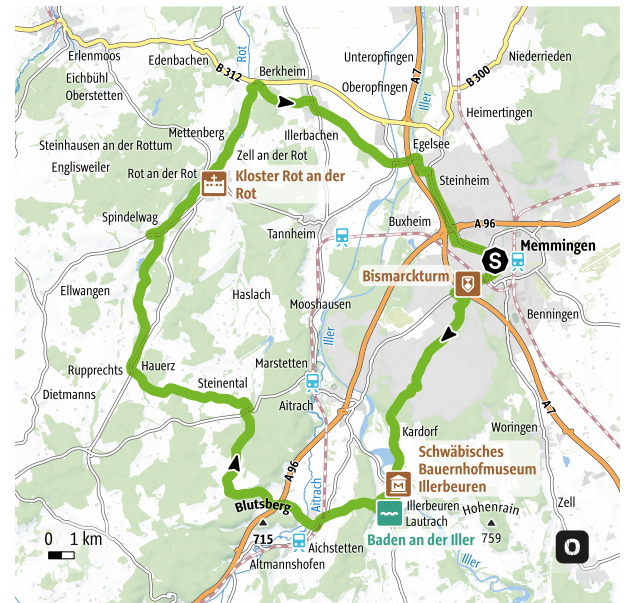 Erlenmoos
Edenbachen
B 312
Rot
Berkheim
Unteropfingen
A 7
Niederrieden
Eichbühl
Oberstetten
Oberopfingen
Iller
B 300
Heimertingen
Mettenberg
Illerbachen
Egelsee
Steinhausen an der Rottum
Englisweiler
Zell an der Rot
Rot an der Rot
Kloster Rot an der
Rot
Steinheim
Spindelwag
Tannheim
Buxheim
A 96
Memmingen
S
Bismarckturm
Ellwangen
Haslach
Mooshausen
Benningen
Iller
Rupprechts
Hauerz
Marstetten
Dietmanns
Steinental
Aitrach
A 7
Kardorf
Woringen
Schwäbisches
Bauernhofmuseum
Illerbeuren
A 96
Aitrach
Zell
Blutsberg
Illerbeuren
Lautrach
Hohenrain
759
0 1 km
715
Baden an der Iller
Aichstetten
Altmannshofen
Iller
O